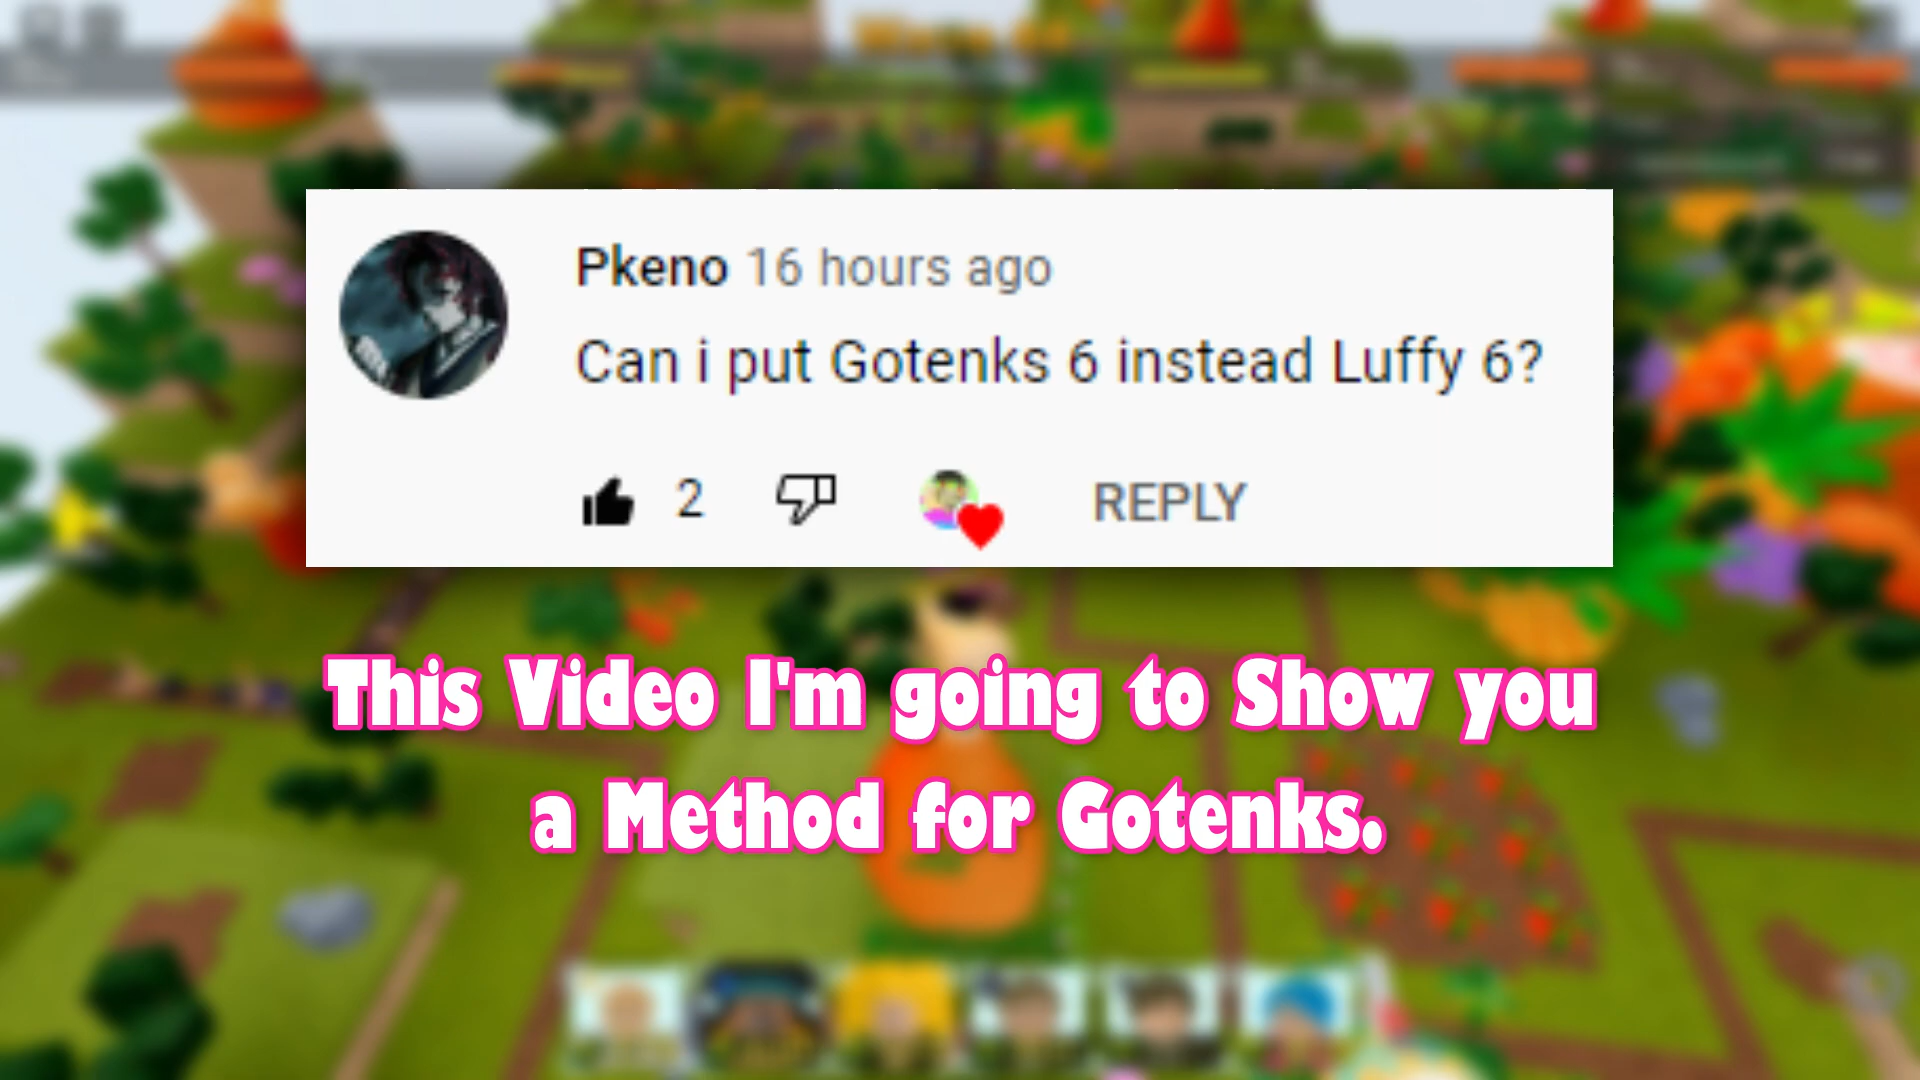 Pkeno 16 hours ago
Can i put Gotenks 6 instead Luffy 6?
2 REPLY
This Video I'm going to Show you
a Method for Gotenks.